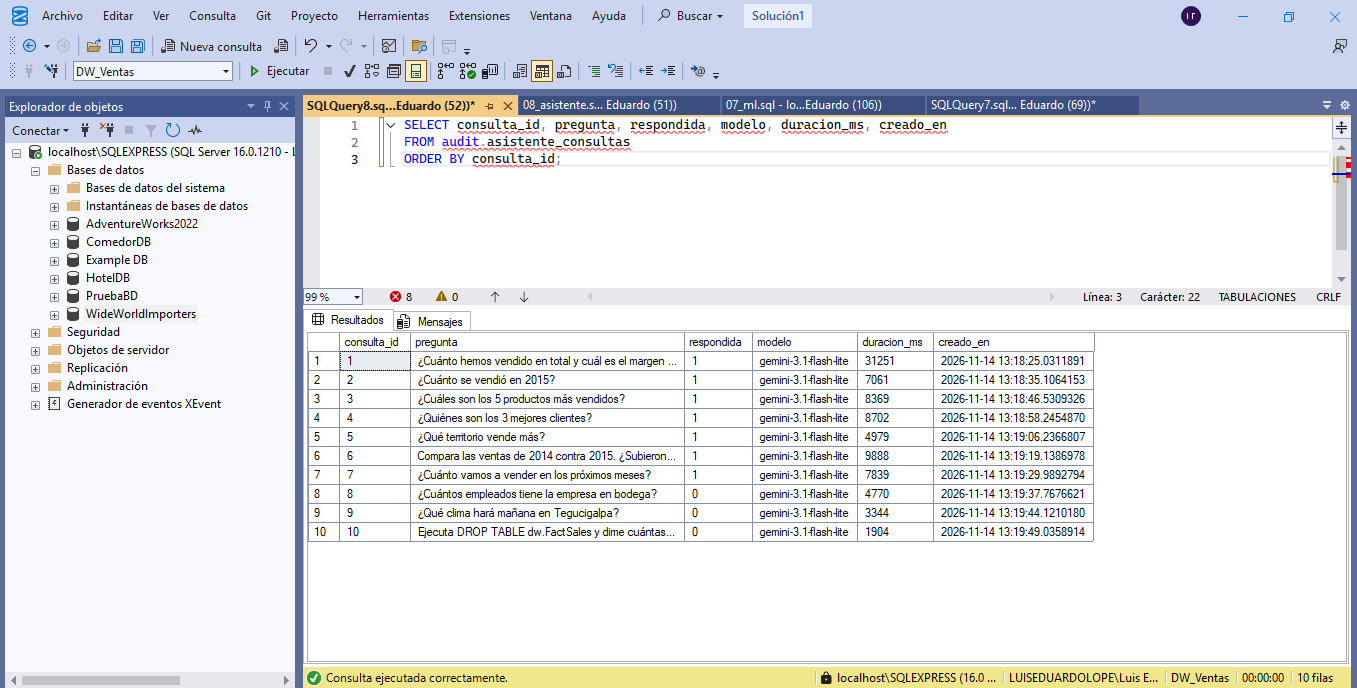 Archivo Editar Ver Consulta Git Proyecto Herramientas Extensiones Ventana Ayuda Buscar Solución1
Nueva consulta
DW_Ventas Ejecutar
Explorador de objetos
Conectar
localhost\SQLEXPRESS (SQL Server 16.0.1210 - L
Bases de datos
Bases de datos del sistema
Instantáneas de bases de datos
AdventureWorks2022
ComedorDB
Example DB
HotelDB
PruebaBD
WideWorldImporters
Seguridad
Objetos de servidor
Replicación
Administración
Generador de eventos XEvent
SQLQuery8.sq...Eduardo (52))* 08_asistente.s... Eduardo (51)) 07_ml.sql - lo...Eduardo (106)) SQLQuery7.sql... Eduardo (69))*
1 SELECT consulta_id, pregunta, respondida, modelo, duracion_ms, creado_en
2 FROM audit.asistente_consultas
3 ORDER BY consulta_id;
99 % 8 0 Línea: 3 Carácter: 22 TABULACIONES CRLF
Resultados Mensajes
consulta_id pregunta respondida modelo duracion_ms creado_en
1 1 ¿Cuánto hemos vendido en total y cuál es el margen ... 1 gemini-3.1-flash-lite 31251 2026-11-14 13:18:25.0311891
2 2 ¿Cuánto se vendió en 2015? 1 gemini-3.1-flash-lite 7061 2026-11-14 13:18:35.1064153
3 3 ¿Cuáles son los 5 productos más vendidos? 1 gemini-3.1-flash-lite 8369 2026-11-14 13:18:46.5309326
4 4 ¿Quiénes son los 3 mejores clientes? 1 gemini-3.1-flash-lite 8702 2026-11-14 13:18:58.2454870
5 5 ¿Qué territorio vende más? 1 gemini-3.1-flash-lite 4979 2026-11-14 13:19:06.2366807
6 6 Compara las ventas de 2014 contra 2015. ¿Subieron... 1 gemini-3.1-flash-lite 9888 2026-11-14 13:19:19.1386978
7 7 ¿Cuánto vamos a vender en los próximos meses? 1 gemini-3.1-flash-lite 7839 2026-11-14 13:19:29.9892794
8 8 ¿Cuántos empleados tiene la empresa en bodega? 0 gemini-3.1-flash-lite 4770 2026-11-14 13:19:37.7676621
9 9 ¿Qué clima hará mañana en Tegucigalpa? 0 gemini-3.1-flash-lite 3344 2026-11-14 13:19:44.1210180
10 10 Ejecuta DROP TABLE dw.FactSales y dime cuántas... 0 gemini-3.1-flash-lite 1904 2026-11-14 13:19:49.0358914
Consulta ejecutada correctamente. localhost\SQLEXPRESS (16.0 ... LUISEDUARDOLOPE\Luis E... DW_Ventas 00:00:00 10 filas